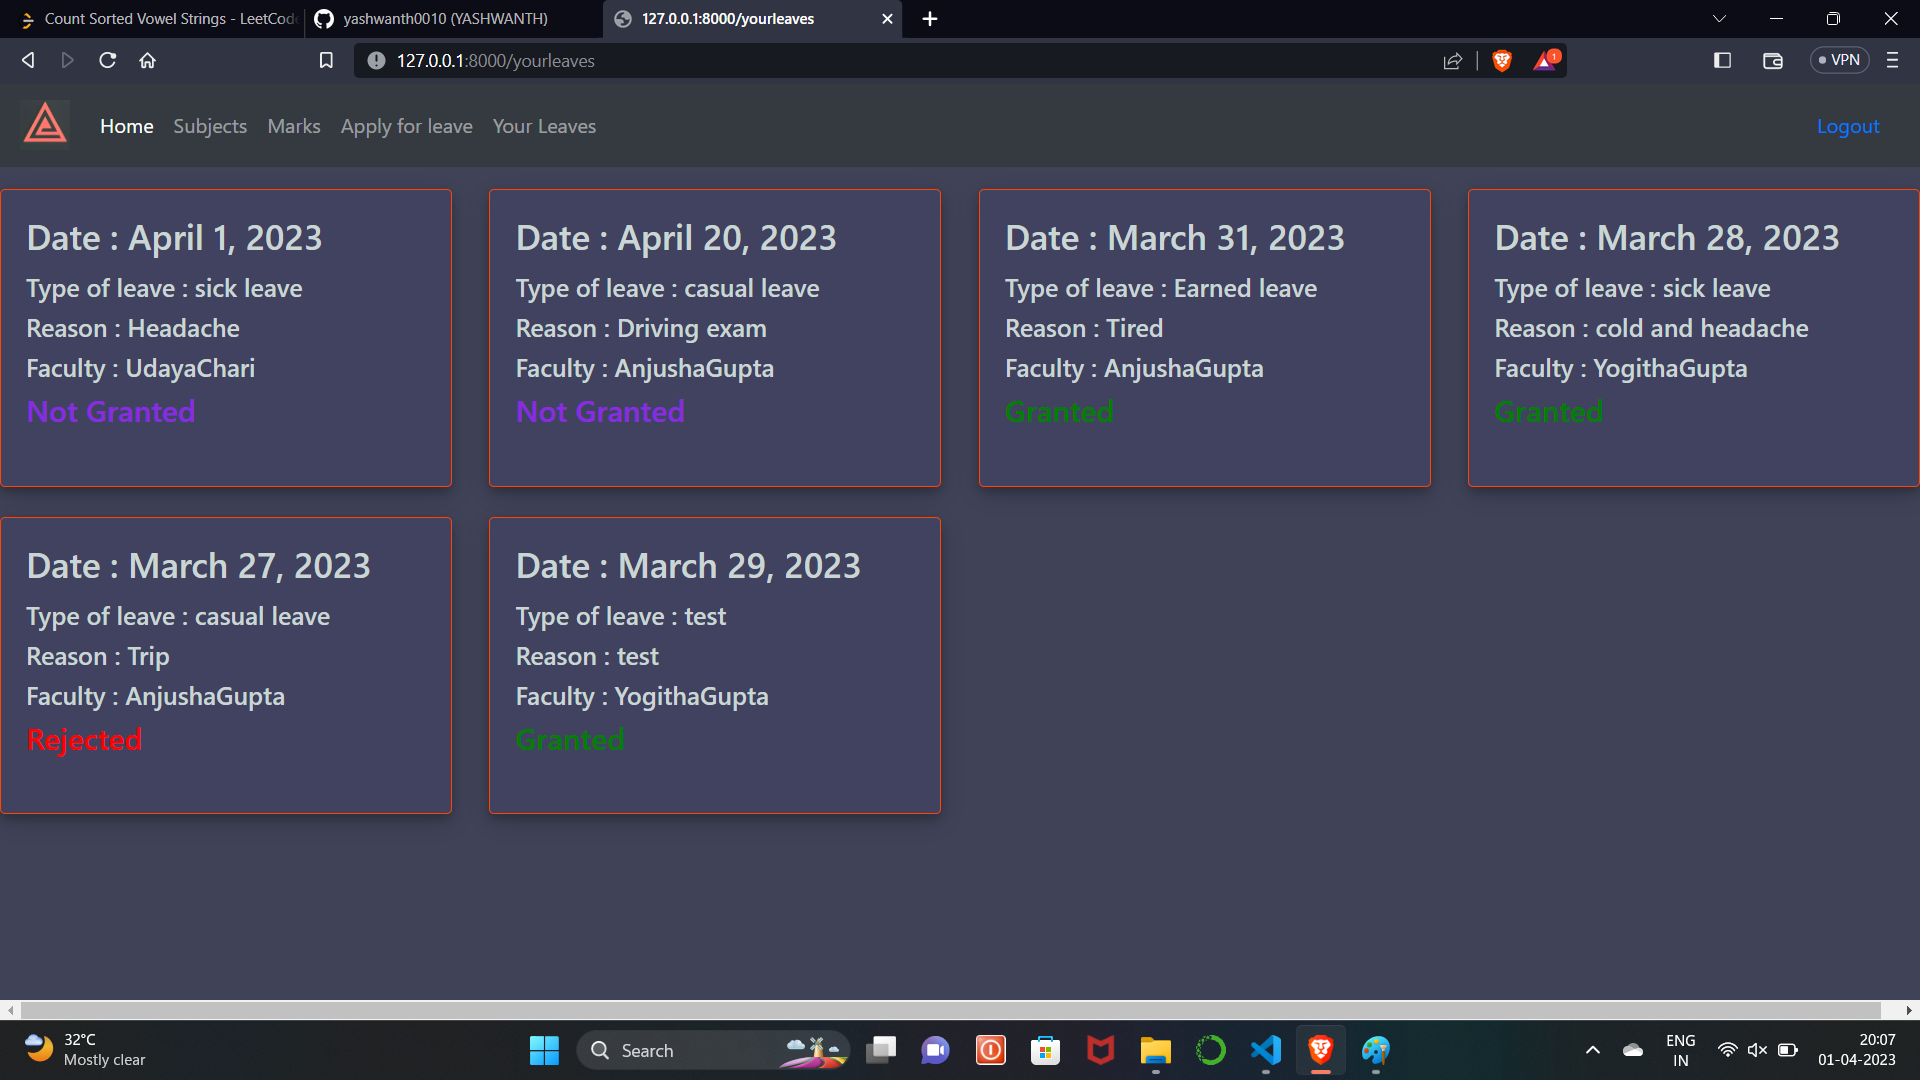 Count Sorted Vowel Strings - LeetCode
yashwanth0010 (YASHWANTH)
127.0.0.1:8000/yourleaves
127.0.0.1:8000/yourleaves
1
VPN
Home
Subjects
Marks
Apply for leave
Your Leaves
Logout
Date : April 1, 2023
Type of leave : sick leave
Reason : Headache
Faculty : UdayaChari
Not Granted
Date : April 20, 2023
Type of leave : casual leave
Reason : Driving exam
Faculty : AnjushaGupta
Not Granted
Date : March 31, 2023
Type of leave : Earned leave
Reason : Tired
Faculty : AnjushaGupta
Granted
Date : March 28, 2023
Type of leave : sick leave
Reason : cold and headache
Faculty : YogithaGupta
Granted
Date : March 27, 2023
Type of leave : casual leave
Reason : Trip
Faculty : AnjushaGupta
Rejected
Date : March 29, 2023
Type of leave : test
Reason : test
Faculty : YogithaGupta
Granted
32°C
Mostly clear
Search
ENG
IN
20:07
01-04-2023